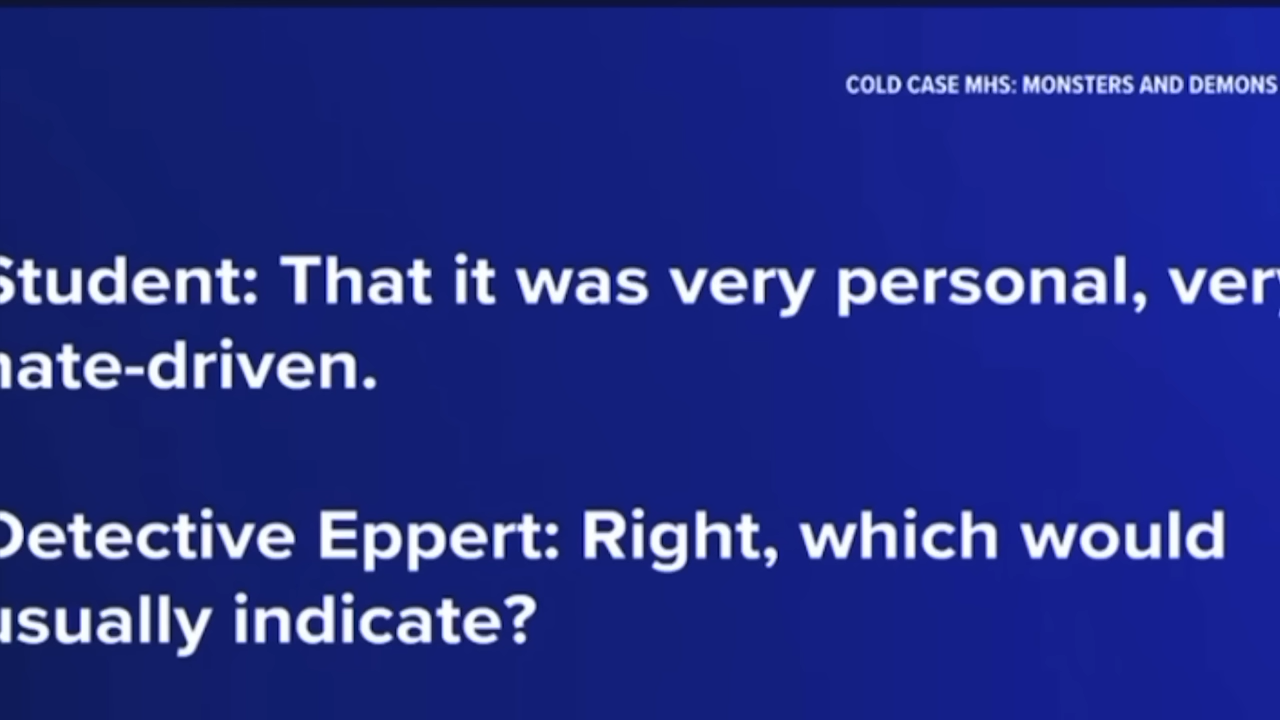 COLD CASE MHS: MONSTERS AND DEMONS
Student: That it was very personal, very
hate-driven.
Detective Eppert: Right, which would
usually indicate?